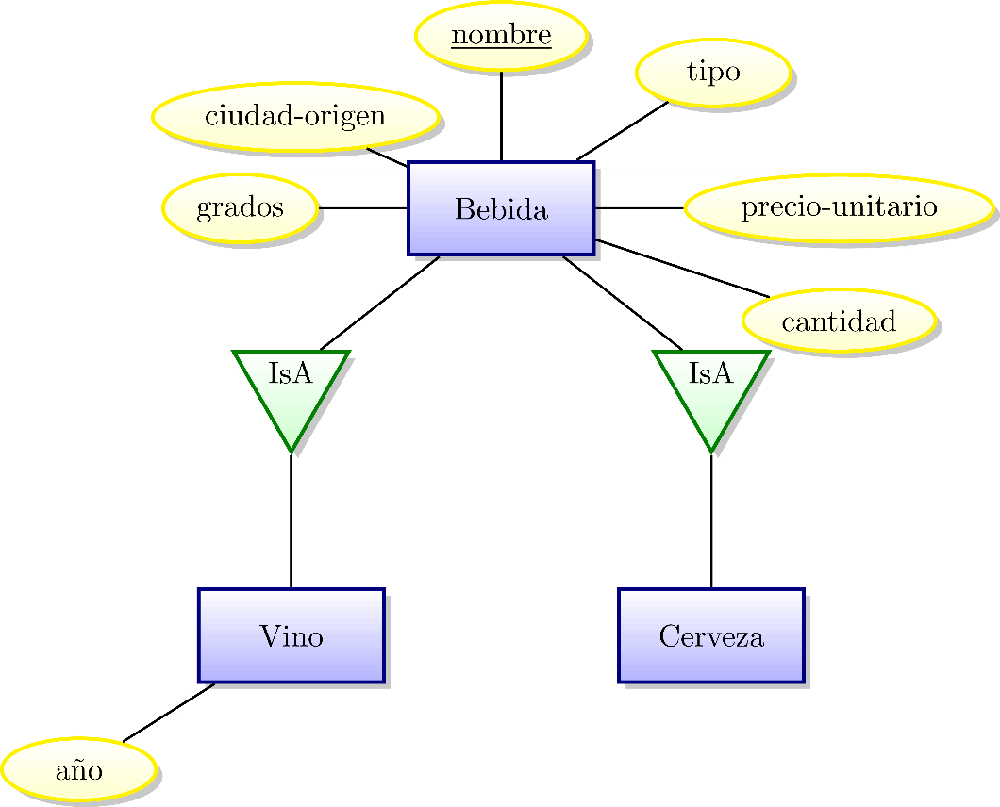 nombre
tipo
ciudad-origen
grados
Bebida
precio-unitario
cantidad
IsA
IsA
Vino
Cerveza
año